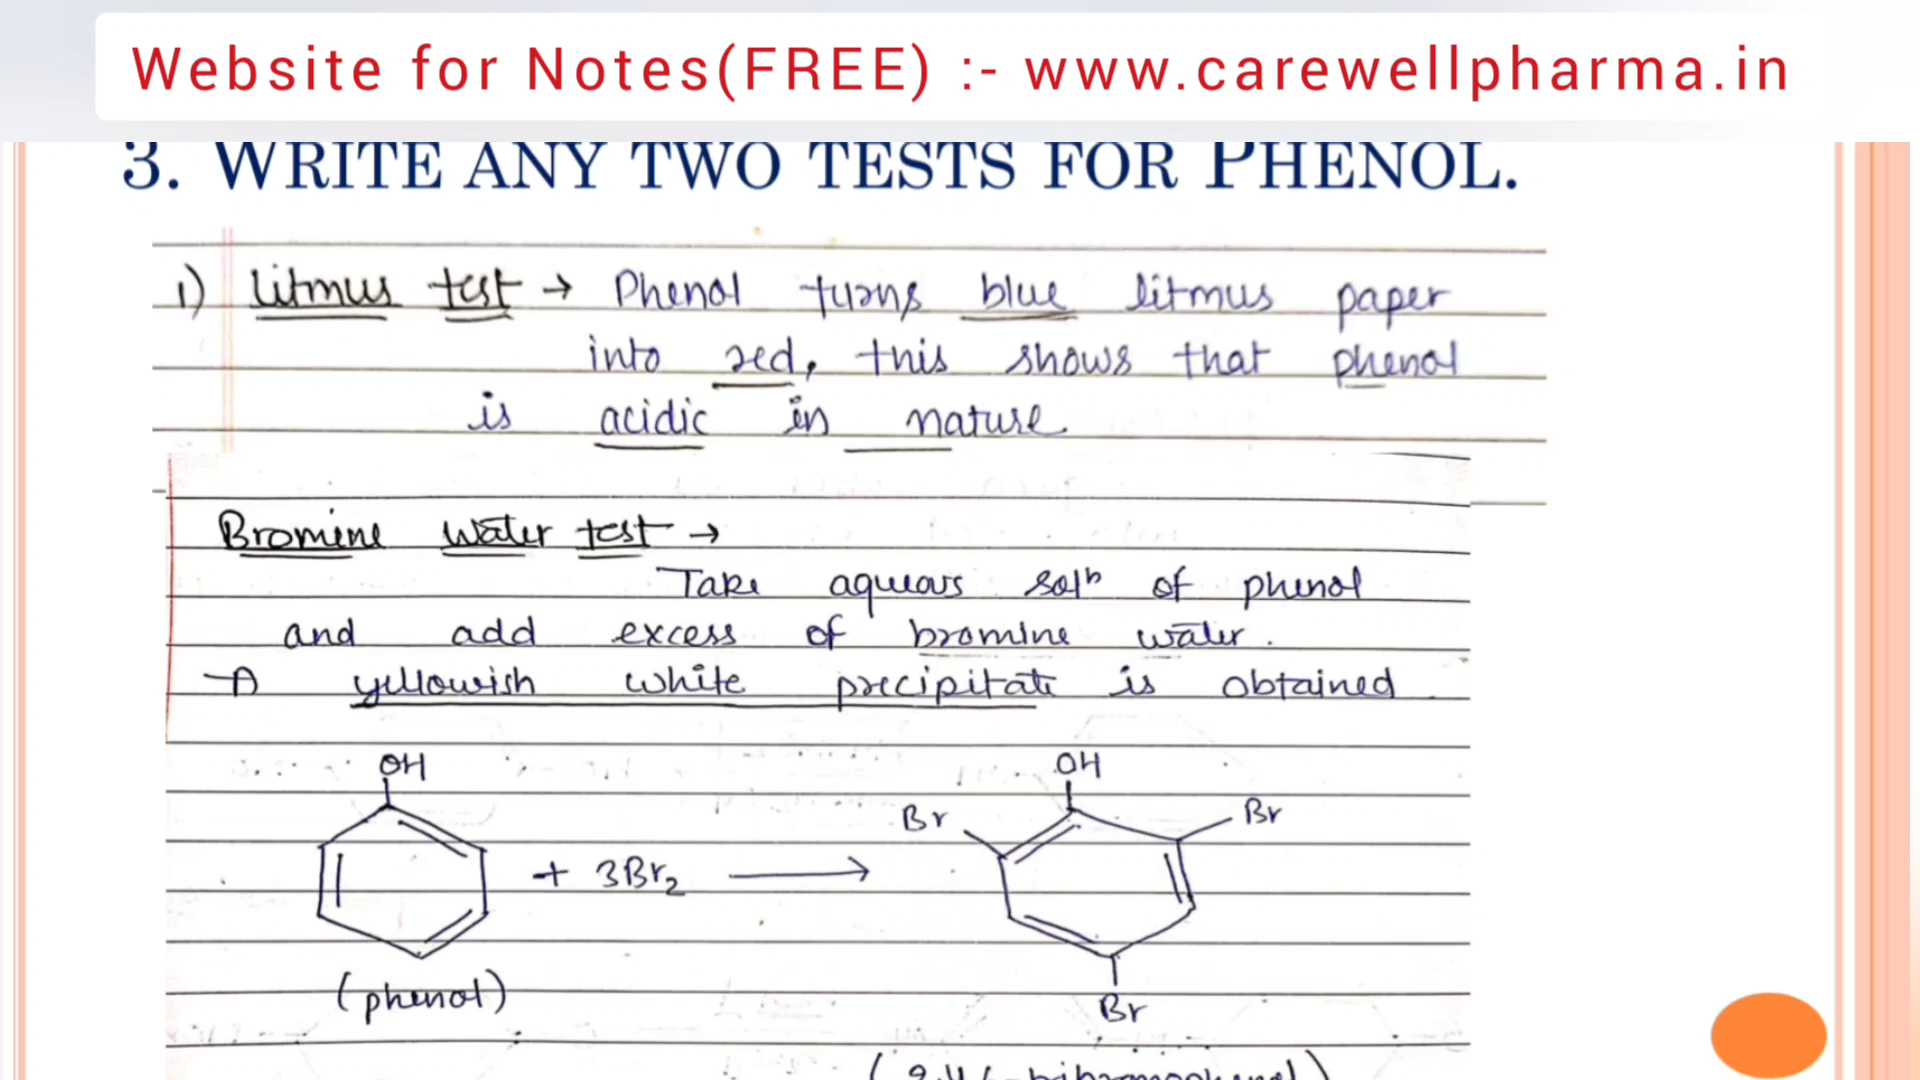 Website for Notes(FREE) :- www.carewellpharma.in
3. WRITE ANY TWO TESTS FOR PHENOL.
1) Litmus test → Phenol turns blue litmus paper
into red, this shows that phenol
is acidic in nature.
Bromine water test →
Take aqueous solⁿ of phenol
and add excess of bromine water.
→ A yellowish white precipitate is obtained.
OH
OH
Br
Br
+ 3Br₂ →
(phenol)
Br